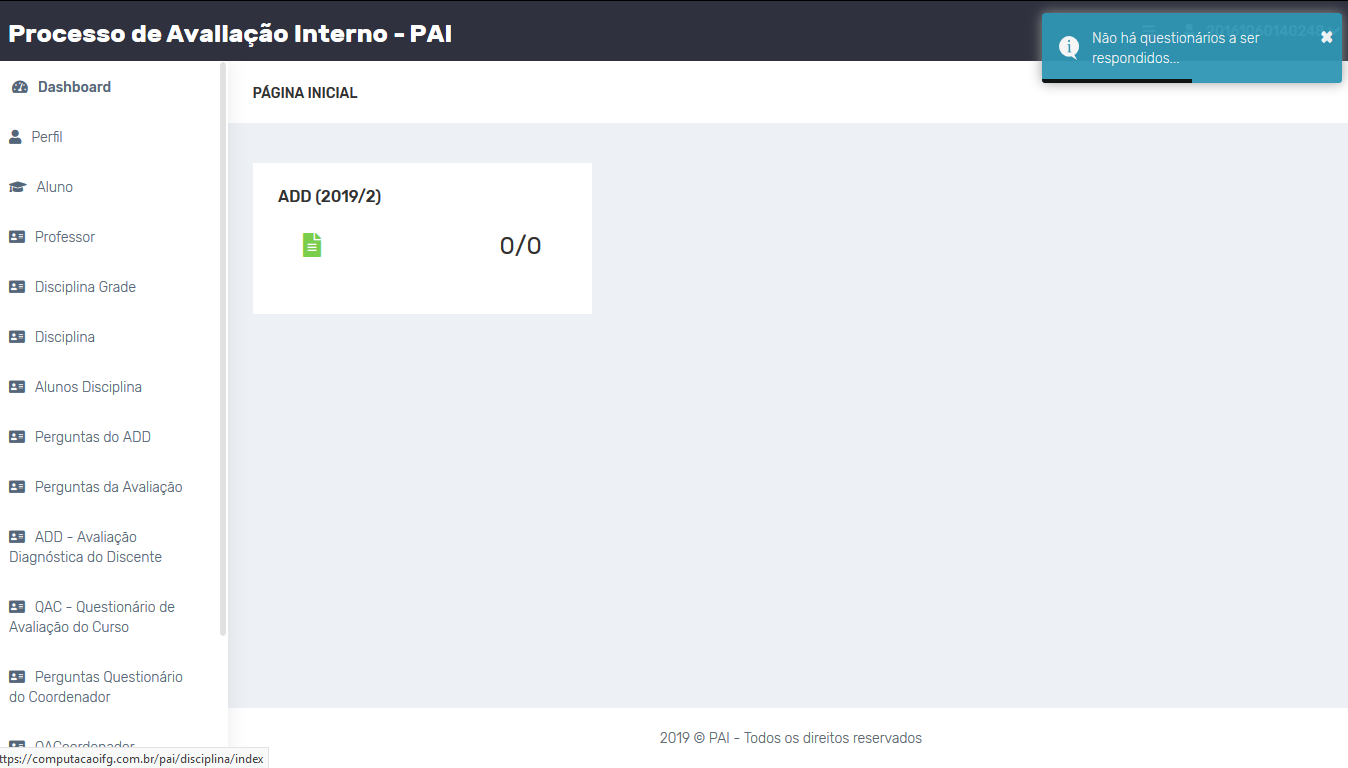 Processo de Avaliação Interno - PAI
Não há questionários a ser
respondidos...
Dashboard
Perfil
Aluno
Professor
Disciplina Grade
Disciplina
Alunos Disciplina
Perguntas do ADD
Perguntas da Avaliação
ADD - Avaliação
Diagnóstica do Discente
QAC - Questionário de
Avaliação do Curso
Perguntas Questionário
do Coordenador
QACoordenador
ttps://computacaoifg.com.br/pai/disciplina/index
PÁGINA INICIAL
ADD (2019/2)
0/0
2019 © PAI - Todos os direitos reservados